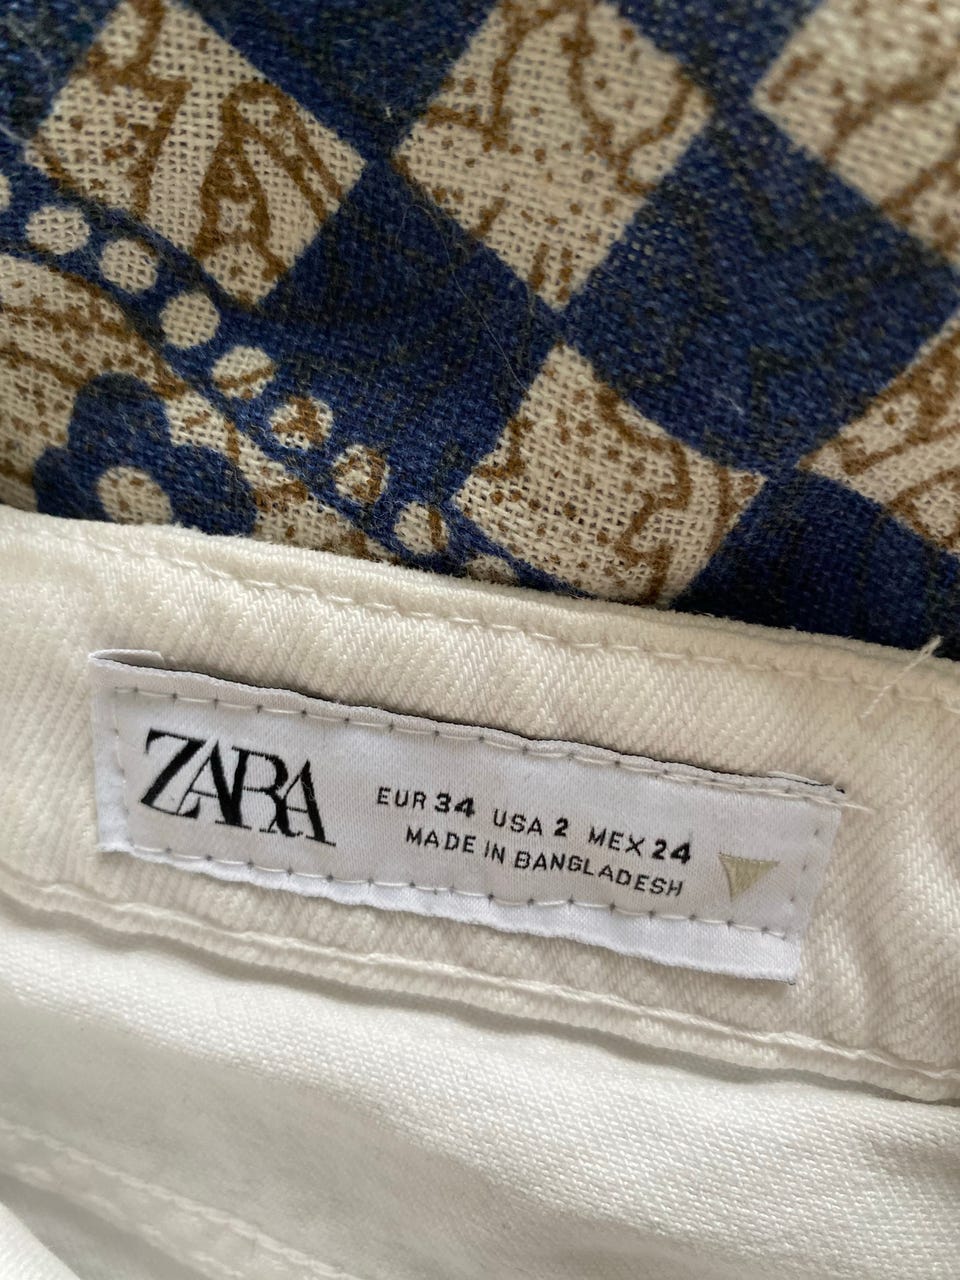 ZARA
EUR 34 USA 2 MEX 24
MADE IN BANGLADESH